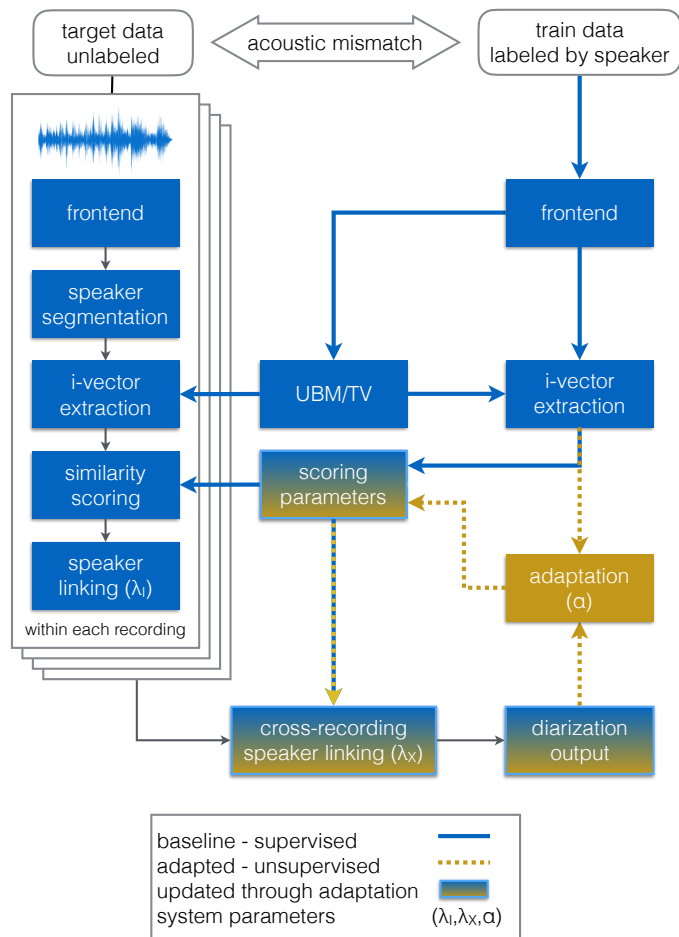 target data
unlabeled
acoustic mismatch
train data
labeled by speaker
frontend
speaker
segmentation
i-vector
extraction
similarity
scoring
speaker
linking (λI)
within each recording
UBM/TV
scoring
parameters
frontend
i-vector
extraction
adaptation
(α)
cross-recording
speaker linking (λX)
diarization
output
baseline - supervised
adapted - unsupervised
updated through adaptation
system parameters (λI,λX,α)